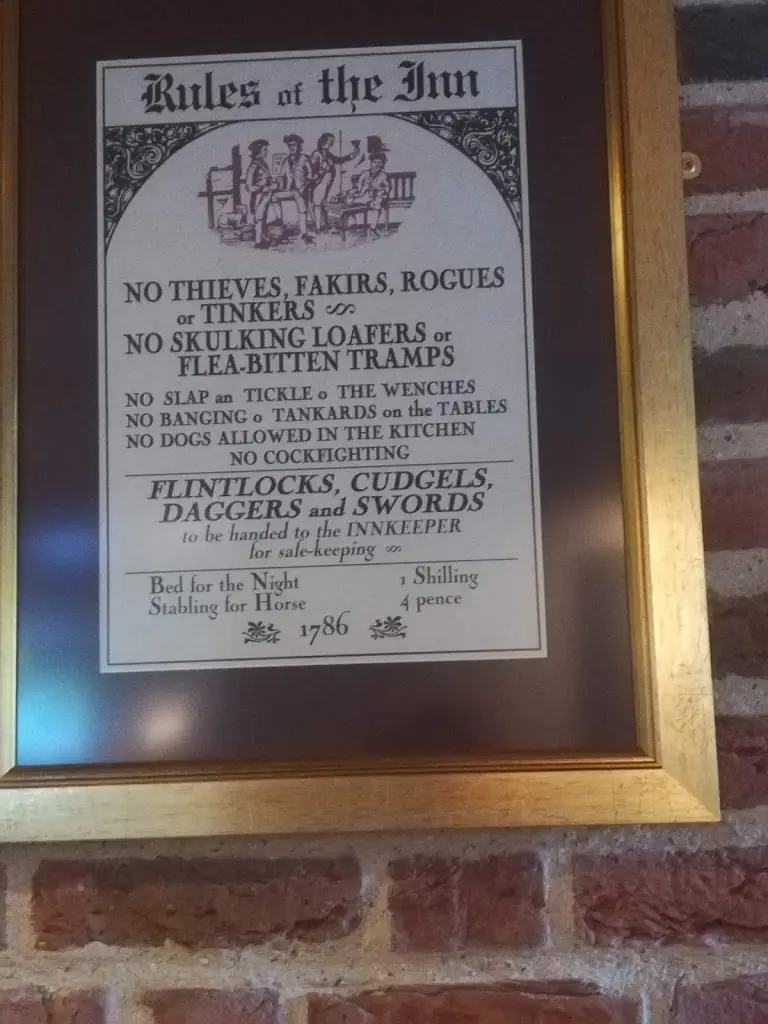 Rules of the Inn
NO THIEVES, FAKIRS, ROGUES
or TINKERS
NO SKULKING LOAFERS or
FLEA-BITTEN TRAMPS
NO SLAP an TICKLE o THE WENCHES
NO BANGING o TANKARDS on the TABLES
NO DOGS ALLOWED IN THE KITCHEN
NO COCKFIGHTING
FLINTLOCKS, CUDGELS,
DAGGERS and SWORDS
to be handed to the INNKEEPER
for safe-keeping
Bed for the Night 1 Shilling
Stabling for Horse 4 pence
1786